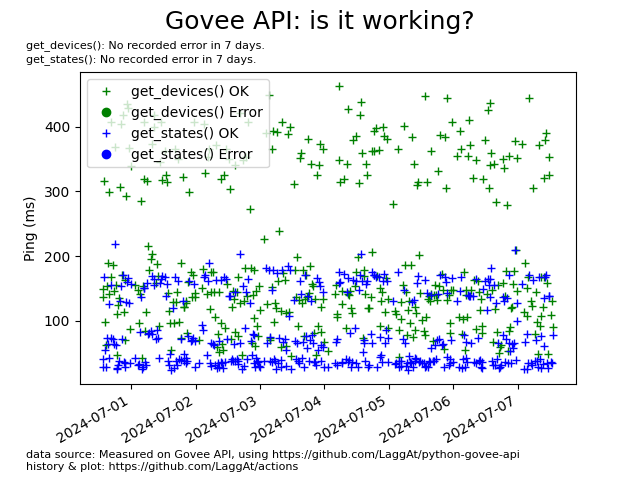 Govee API: is it working?
get_devices(): No recorded error in 7 days.
get_states(): No recorded error in 7 days.
get_devices() OK
get_devices() Error
get_states() OK
get_states() Error
Ping (ms)
400
300
200
100
2024-07-01
2024-07-02
2024-07-03
2024-07-04
2024-07-05
2024-07-06
2024-07-07
data source: Measured on Govee API, using https://github.com/LaggAt/python-govee-api
history & plot: https://github.com/LaggAt/actions